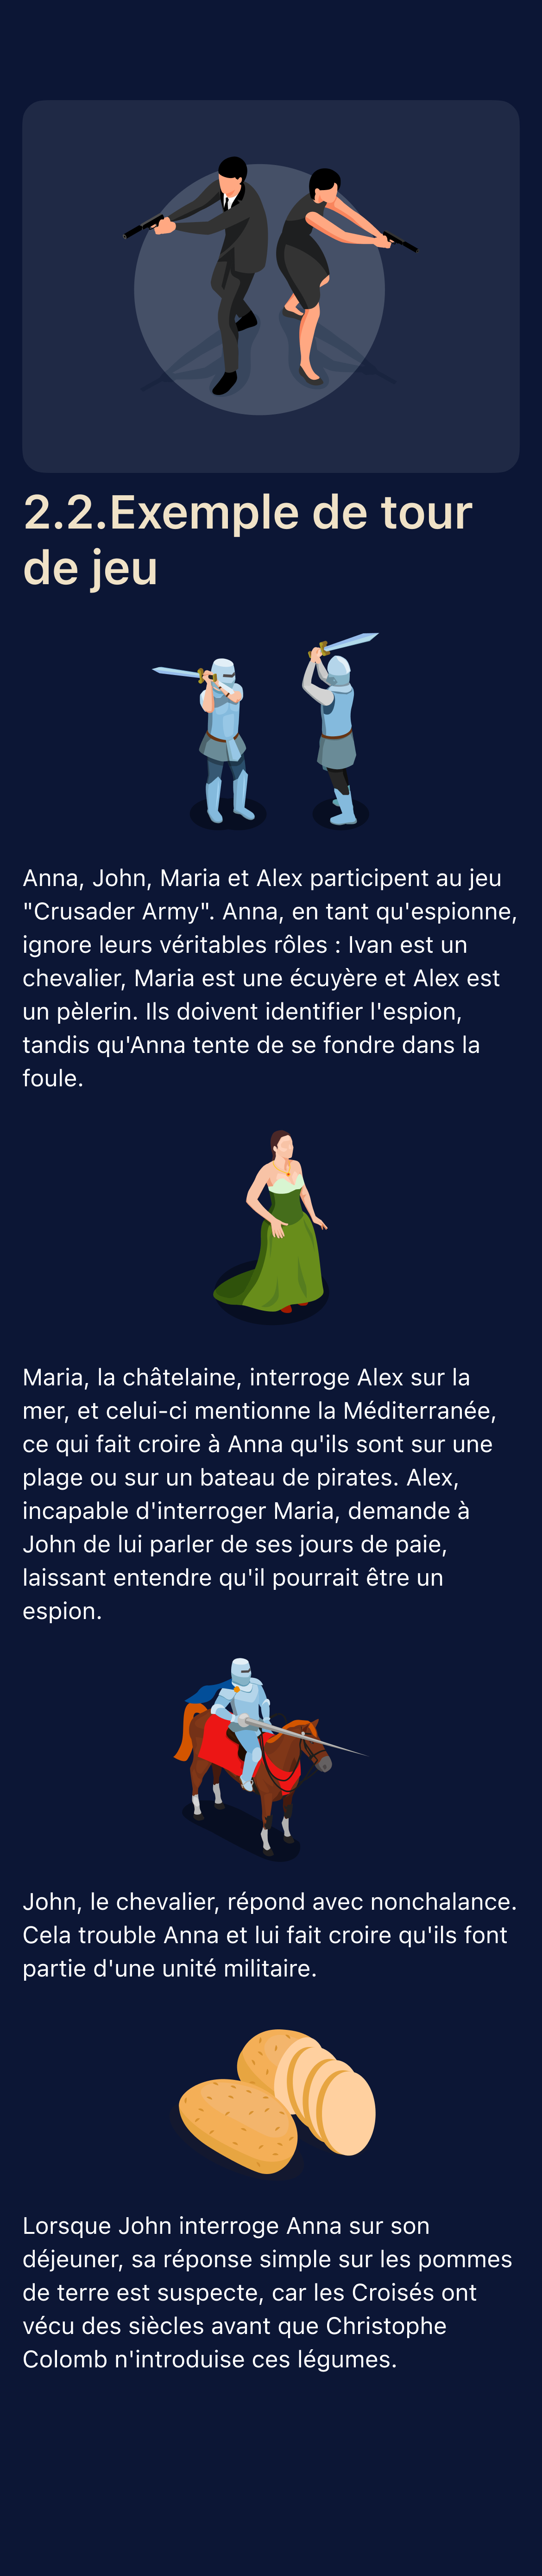 2.2.Exemple de tour
de jeu
Anna, John, Maria et Alex participent au jeu
"Crusader Army". Anna, en tant qu'espionne,
ignore leurs véritables rôles : Ivan est un
chevalier, Maria est une écuyère et Alex est
un pèlerin. Ils doivent identifier l'espion,
tandis qu'Anna tente de se fondre dans la
foule.
Maria, la châtelaine, interroge Alex sur la
mer, et celui-ci mentionne la Méditerranée,
ce qui fait croire à Anna qu'ils sont sur une
plage ou sur un bateau de pirates. Alex,
incapable d'interroger Maria, demande à
John de lui parler de ses jours de paie,
laissant entendre qu'il pourrait être un
espion.
John, le chevalier, répond avec nonchalance.
Cela trouble Anna et lui fait croire qu'ils font
partie d'une unité militaire.
Lorsque John interroge Anna sur son
déjeuner, sa réponse simple sur les pommes
de terre est suspecte, car les Croisés ont
vécu des siècles avant que Christophe
Colomb n'introduise ces légumes.